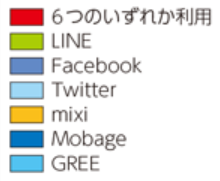 6つのいずれか利用
LINE
Facebook
Twitter
mixi
Mobage
GREE